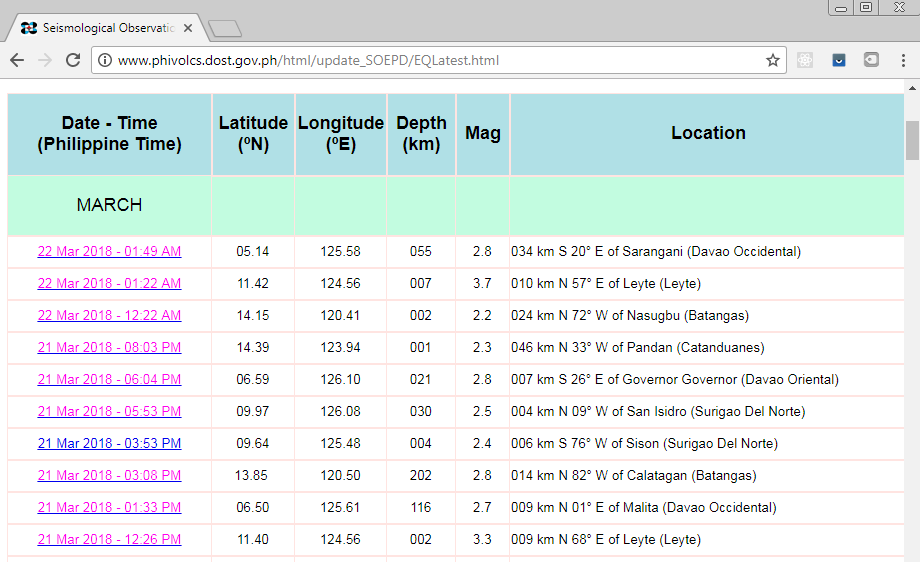 Seismological Observatio
www.phivolcs.dost.gov.ph/html/update_SOEPD/EQLatest.html
Date - Time
(Philippine Time)
Latitude
(ºN)
Longitude
(ºE)
Depth
(km)
Mag
Location
MARCH
22 Mar 2018 - 01:49 AM 05.14 125.58 055 2.8 034 km S 20° E of Sarangani (Davao Occidental)
22 Mar 2018 - 01:22 AM 11.42 124.56 007 3.7 010 km N 57° E of Leyte (Leyte)
22 Mar 2018 - 12:22 AM 14.15 120.41 002 2.2 024 km N 72° W of Nasugbu (Batangas)
21 Mar 2018 - 08:03 PM 14.39 123.94 001 2.3 046 km N 33° W of Pandan (Catanduanes)
21 Mar 2018 - 06:04 PM 06.59 126.10 021 2.8 007 km S 26° E of Governor Governor (Davao Oriental)
21 Mar 2018 - 05:53 PM 09.97 126.08 030 2.5 004 km N 09° W of San Isidro (Surigao Del Norte)
21 Mar 2018 - 03:53 PM 09.64 125.48 004 2.4 006 km S 76° W of Sison (Surigao Del Norte)
21 Mar 2018 - 03:08 PM 13.85 120.50 202 2.8 014 km N 82° W of Calatagan (Batangas)
21 Mar 2018 - 01:33 PM 06.50 125.61 116 2.7 009 km N 01° W of Malita (Davao Occidental)
21 Mar 2018 - 12:26 PM 11.40 124.56 002 3.3 009 km N 68° E of Leyte (Leyte)